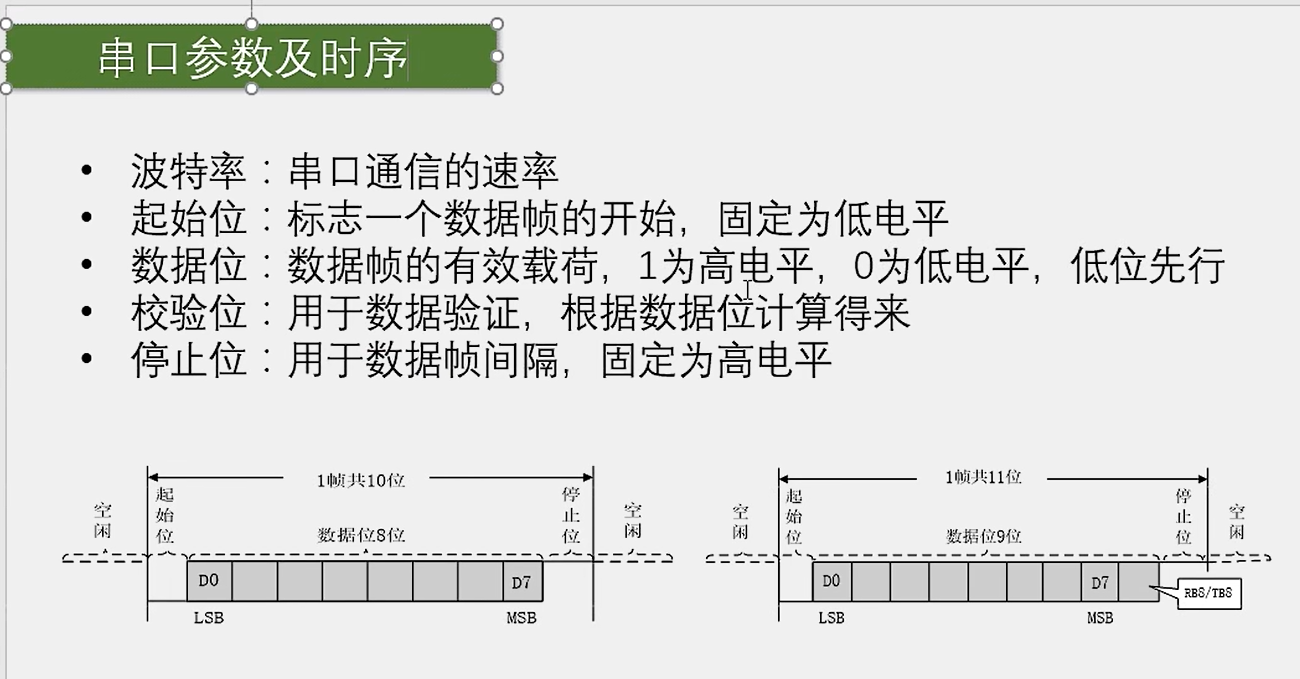 串口参数及时序
• 波特率：串口通信的速率
• 起始位：标志一个数据帧的开始，固定为低电平
• 数据位：数据帧的有效载荷，1为高电平，0为低电平，低位先行
• 校验位：用于数据验证，根据数据位计算得来
• 停止位：用于数据帧间隔，固定为高电平
1帧共10位
空闲
起始位
数据位8位
停止位
空闲
D0
D7
LSB
MSB
1帧共11位
空闲
起始位
数据位9位
停止位
空闲
D0
D7
RB8/TB8
LSB
MSB